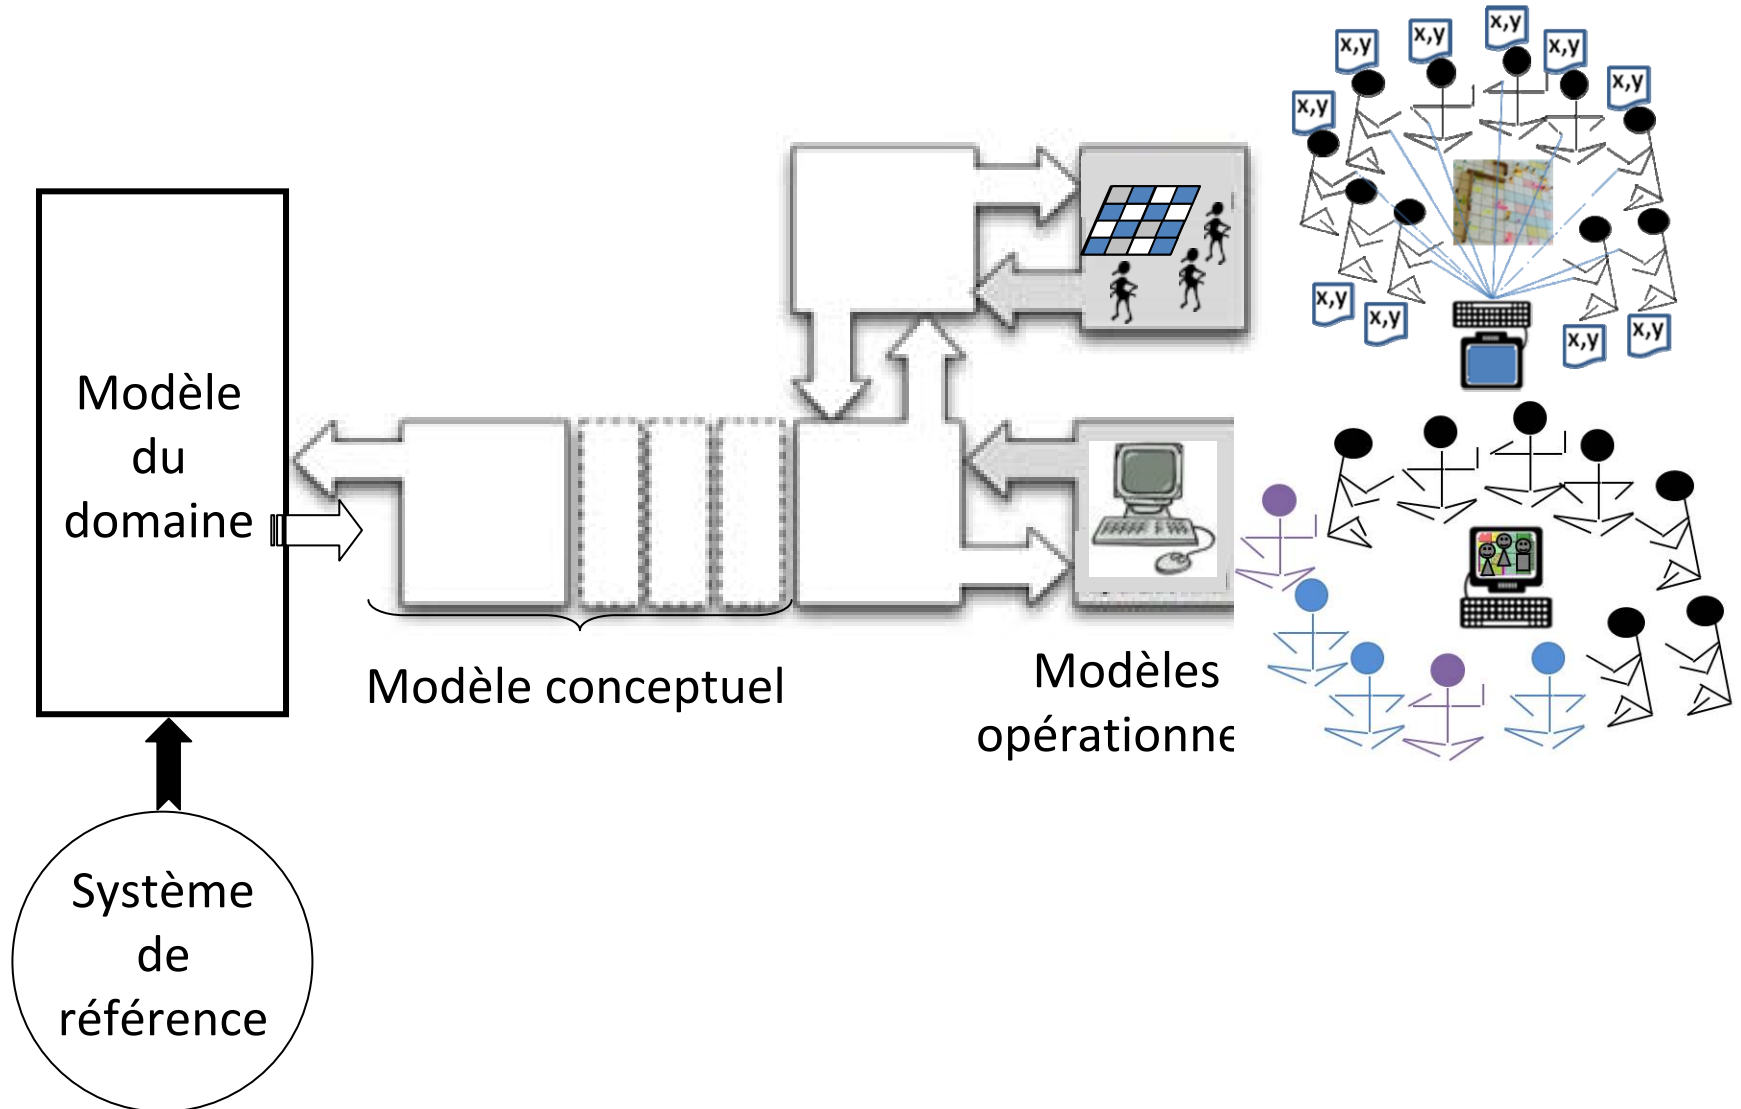 x,y
x,y
x,y
x,y
x,y
x,y
x,y
x,y
x,y
x,y
Modèle
du
domaine
Modèle conceptuel
Modèles
opérationne
Système
de
référence